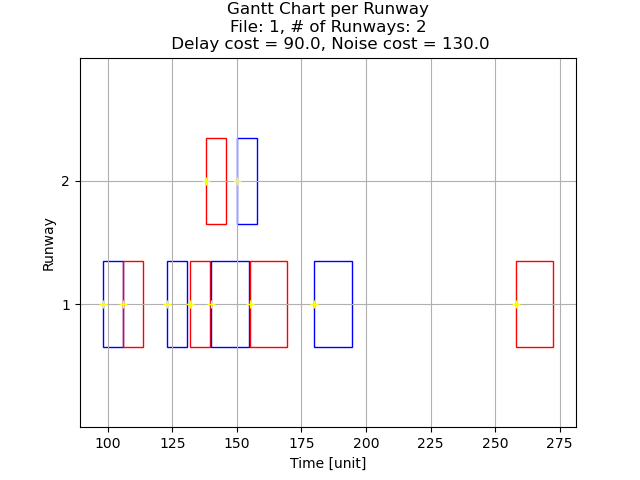 Gantt Chart per Runway
File: 1, # of Runways: 2
Delay cost = 90.0, Noise cost = 130.0
2
Runway
1
100 125 150 175 200 225 250 275
Time [unit]